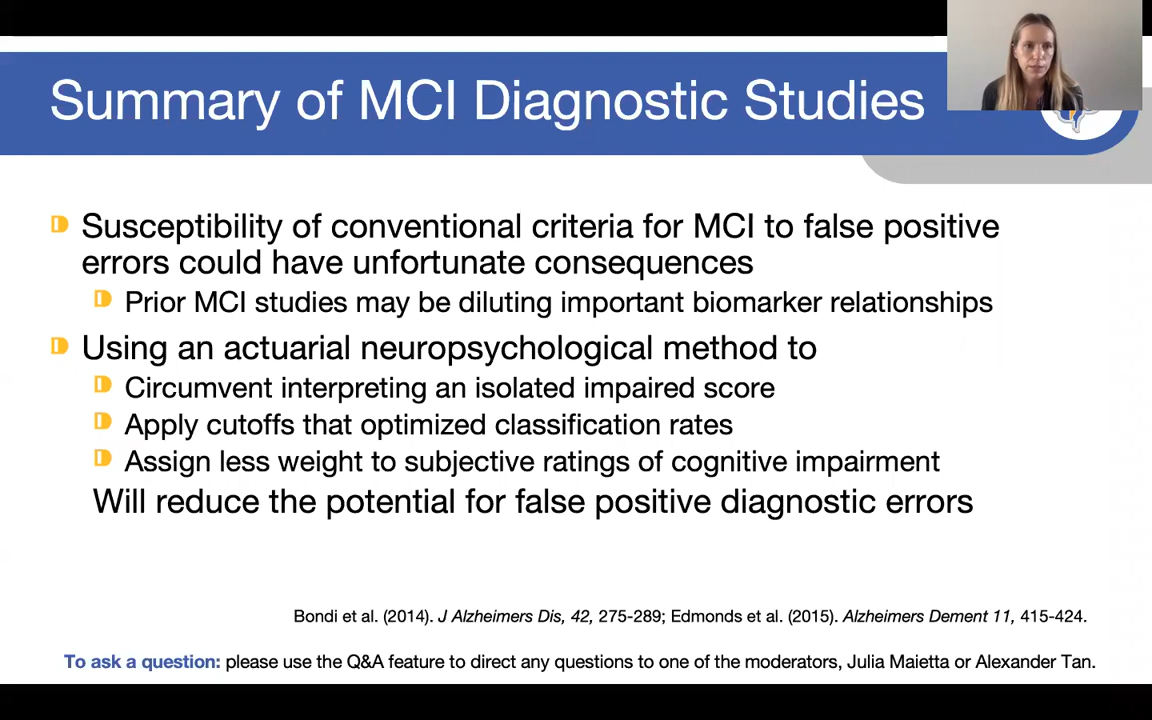 Summary of MCI Diagnostic Studies
Susceptibility of conventional criteria for MCI to false positive
errors could have unfortunate consequences
Prior MCI studies may be diluting important biomarker relationships
Using an actuarial neuropsychological method to
Circumvent interpreting an isolated impaired score
Apply cutoffs that optimized classification rates
Assign less weight to subjective ratings of cognitive impairment
Will reduce the potential for false positive diagnostic errors
Bondi et al. (2014). J Alzheimers Dis, 42, 275-289; Edmonds et al. (2015). Alzheimers Dement 11, 415-424.
To ask a question: please use the Q&A feature to direct any questions to one of the moderators, Julia Maietta or Alexander Tan.